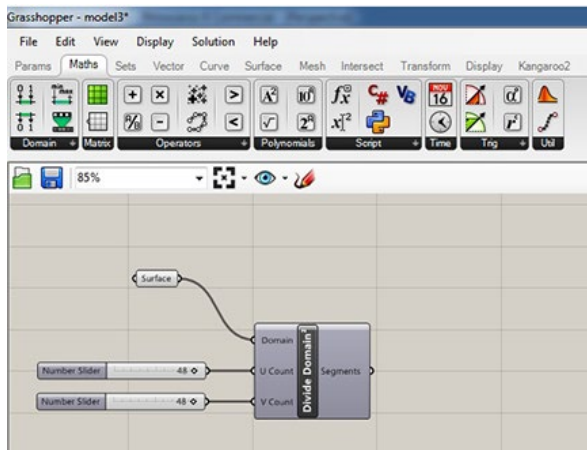 Grasshopper - model3*
File Edit View Display Solution Help
Params Maths Sets Vector Curve Surface Mesh Intersect Transform Display Kangaroo2
Domain Matrix Operators Polynomials Script Time Trig Util
85%
Surface
Domain
Number Slider 48 U Count Divide Domain² Segments
Number Slider 48 V Count